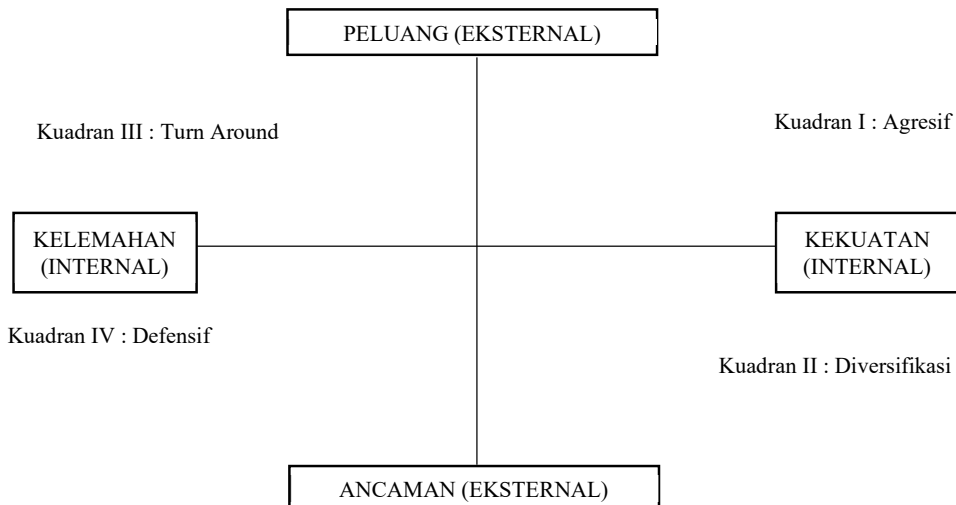 PELUANG (EKSTERNAL)
Kuadran III : Turn Around
Kuadran I : Agresif
KELEMAHAN
(INTERNAL)
KEKUATAN
(INTERNAL)
Kuadran IV : Defensif
Kuadran II : Diversifikasi
ANCAMAN (EKSTERNAL)